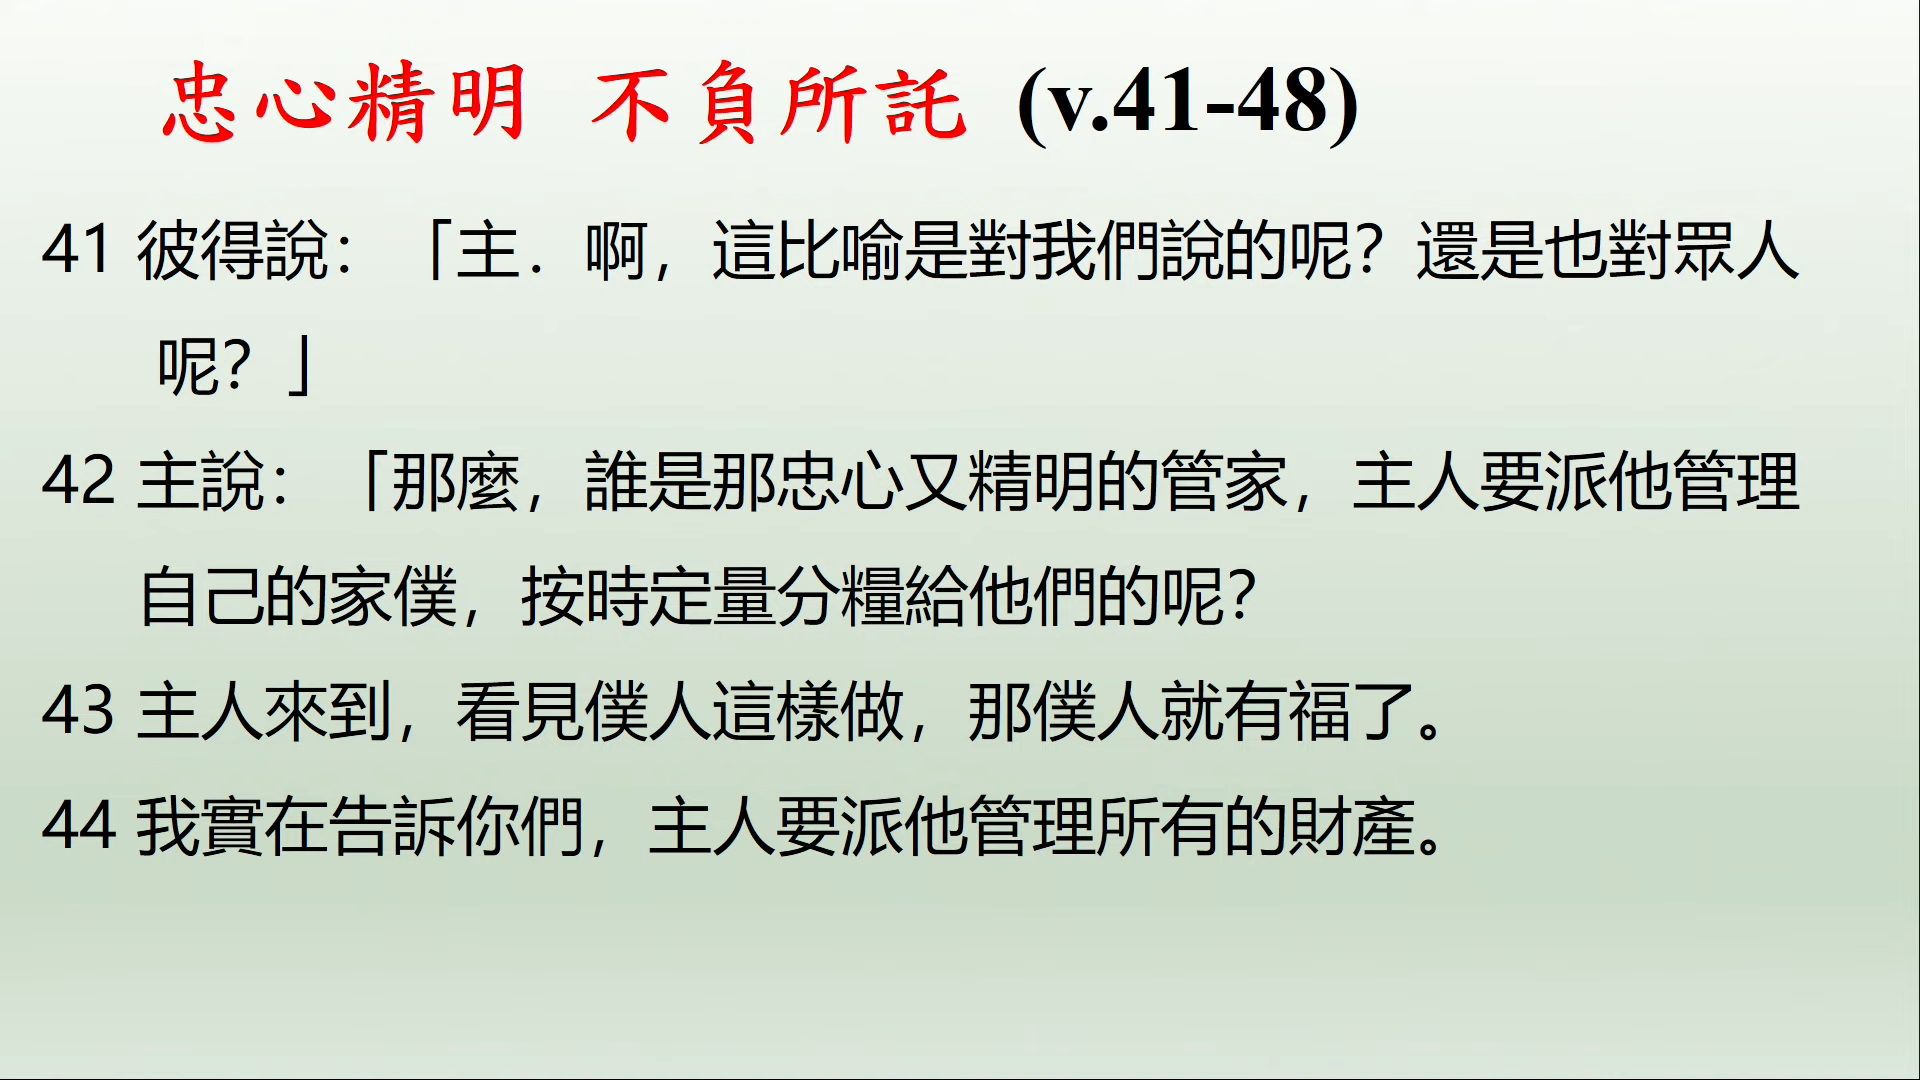 忠心精明 不負所託 (v.41-48)
41 彼得說：「主．啊，這比喻是對我們說的呢？還是也對眾人
呢？」
42 主說：「那麼，誰是那忠心又精明的管家，主人要派他管理
自己的家僕，按時定量分糧給他們的呢？
43 主人來到，看見僕人這樣做，那僕人就有福了。
44 我實在告訴你們，主人要派他管理所有的財產。